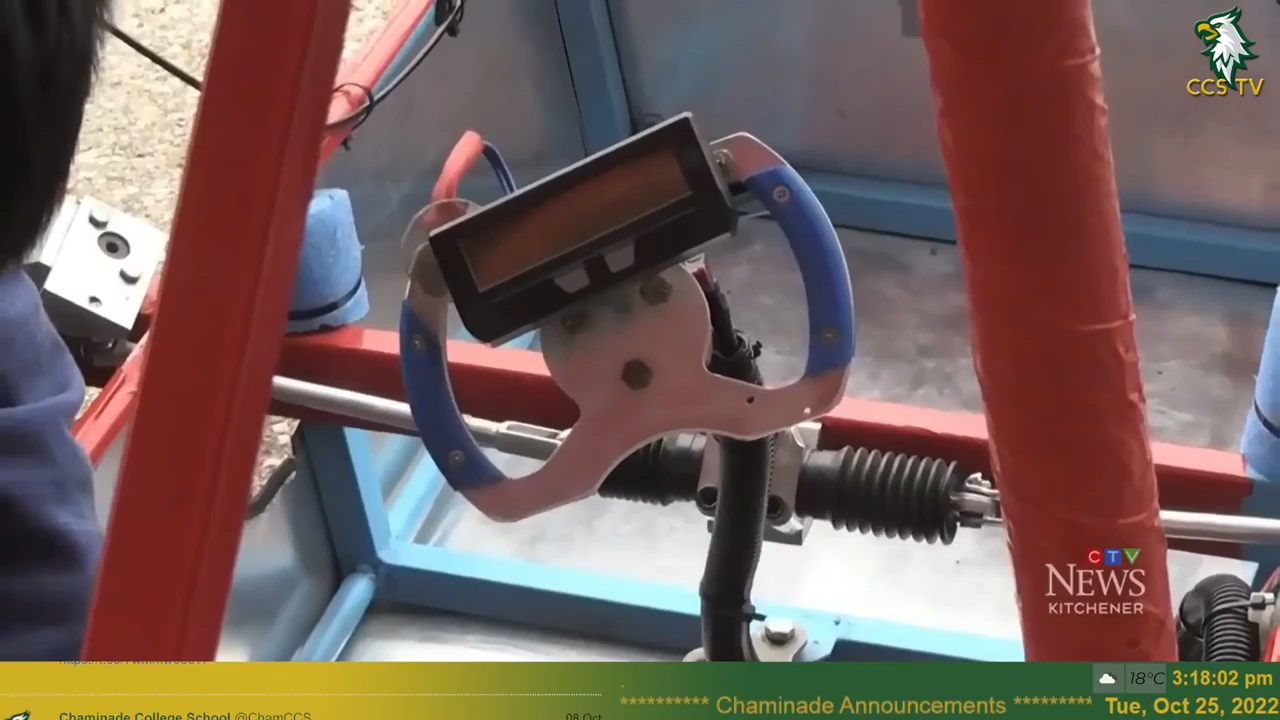 CCS TV
CTV
NEWS
KITCHENER
18°C
3:18:02 pm
********** Chaminade Announcements **********
Tue, Oct 25, 2022
Chaminade College School @ChamCCS
08 Oct